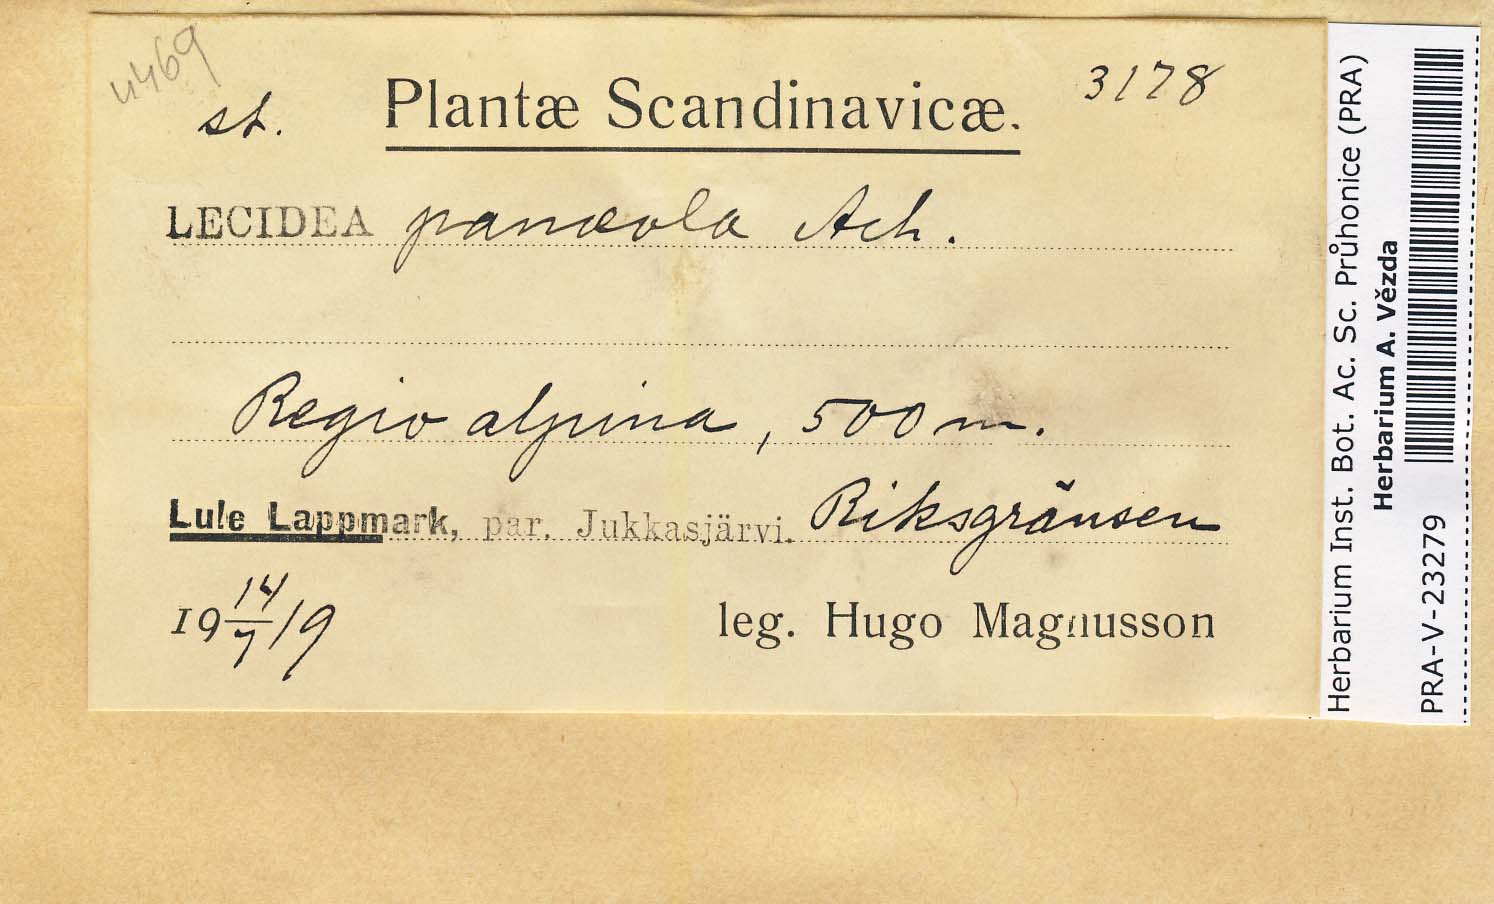 4469
st.
Plantæ Scandinavicæ.
3178
LECIDEA panæola Ach.
Regio alpina, 500 m.
Lule Lappmark, par. Jukkasjärvi. Riksgränsen
19 14/7 19
leg. Hugo Magnusson
Herbarium Inst. Bot. Ac. Sc. Průhonice (PRA)
Herbarium A. Vězda
PRA-V-23279